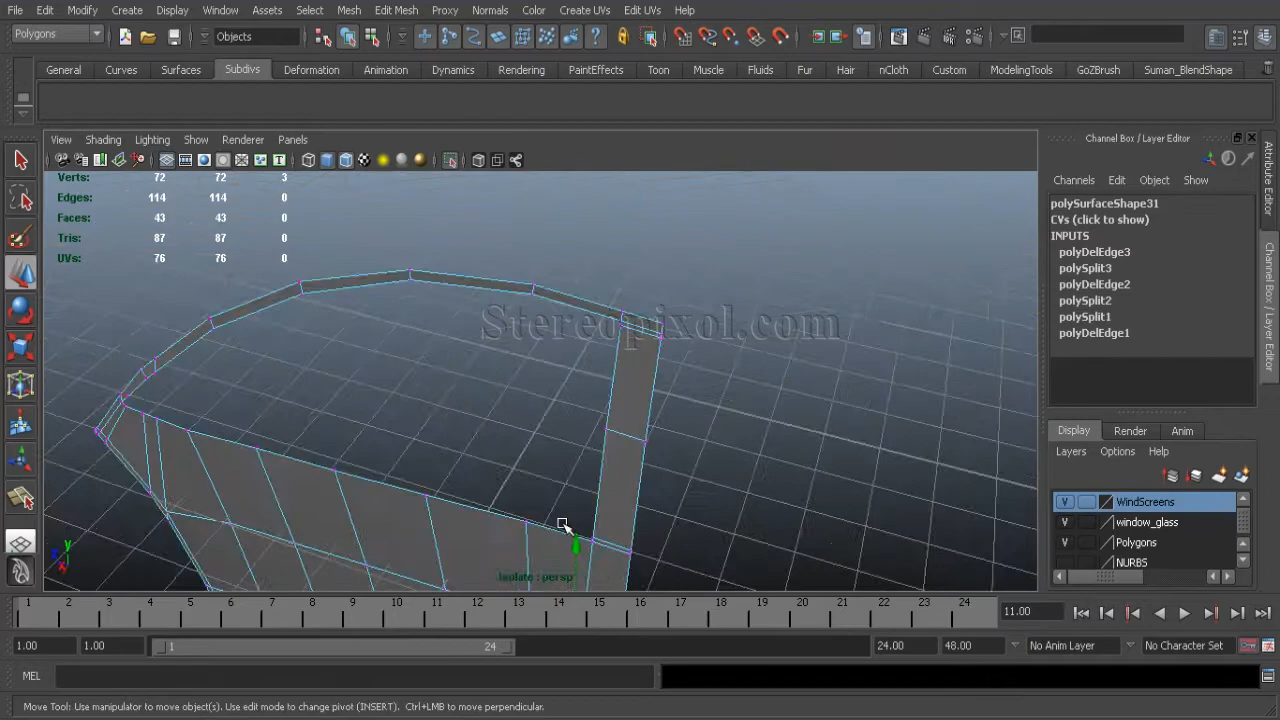 File Edit Modify Create Display Window Assets Select Mesh Edit Mesh Proxy Normals Color Create UVs Edit UVs Help
Polygons Objects
General Curves Surfaces Subdivs Deformation Animation Dynamics Rendering PaintEffects Toon Muscle Fluids Fur Hair nCloth Custom ModelingTools GoZBrush Suman_BlendShape
View Shading Lighting Show Renderer Panels
Channel Box / Layer Editor
Channels Edit Object Show
Verts: 72 72 3
Edges: 114 114 0
Faces: 43 43 0
Tris: 87 87 0
UVs: 76 76 0
polySurfaceShape31
CVs (click to show)
INPUTS
polyDelEdge3
polySplit3
polyDelEdge2
polySplit2
polySplit1
polyDelEdge1
Attribute Editor
Channel Box / Layer Editor
Stereopixol.com
Display Render Anim
Layers Options Help
V WindScreens
V window_glass
V Polygons
NURBS
y
z
x
Isolate : persp
1 2 3 4 5 6 7 8 9 10 11 12 13 14 15 16 17 18 19 20 21 22 23 24 11.00
1.00 1.00 1 24 24.00 48.00 No Anim Layer No Character Set
MEL
Move Tool: Use manipulator to move object(s). Use edit mode to change pivot (INSERT). Ctrl+LMB to move perpendicular.